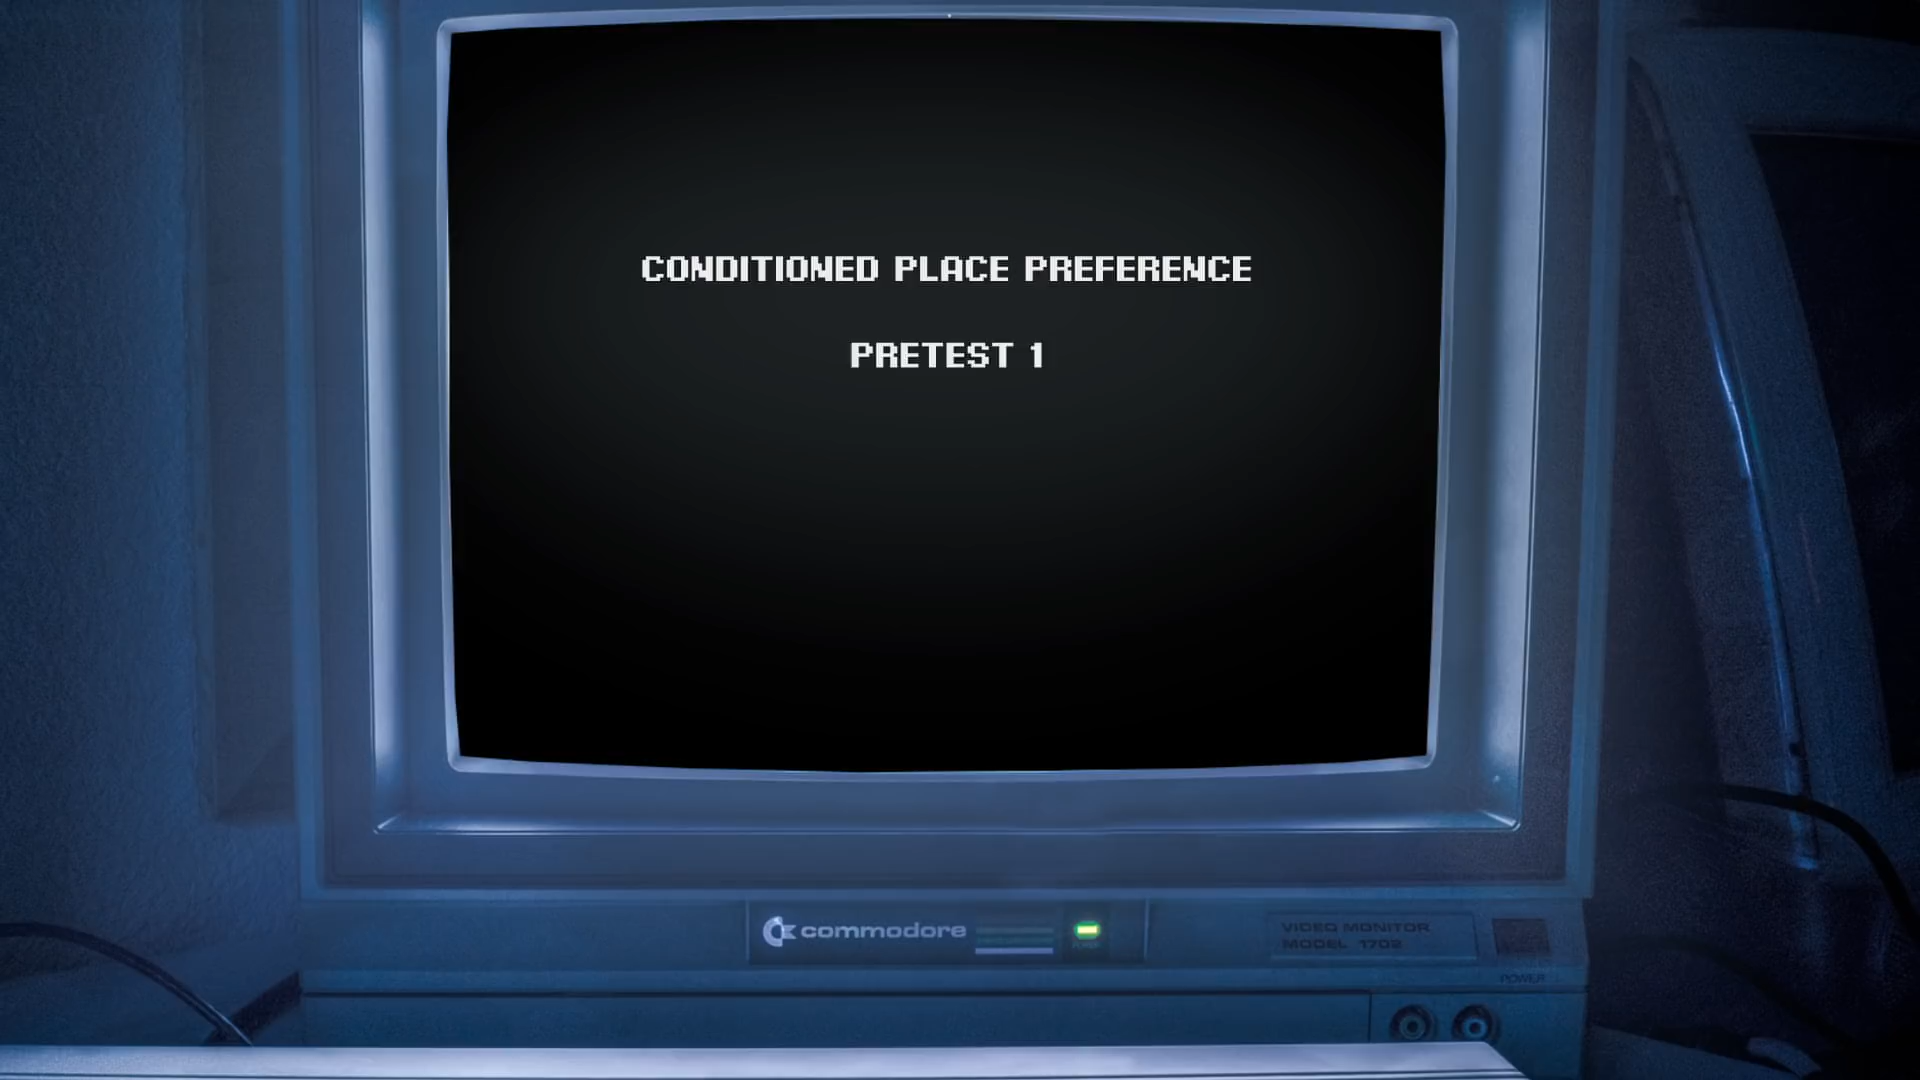 CONDITIONED PLACE PREFERENCE
PRETEST 1
commodore
VIDEO MONITOR
MODEL 1702
POWER